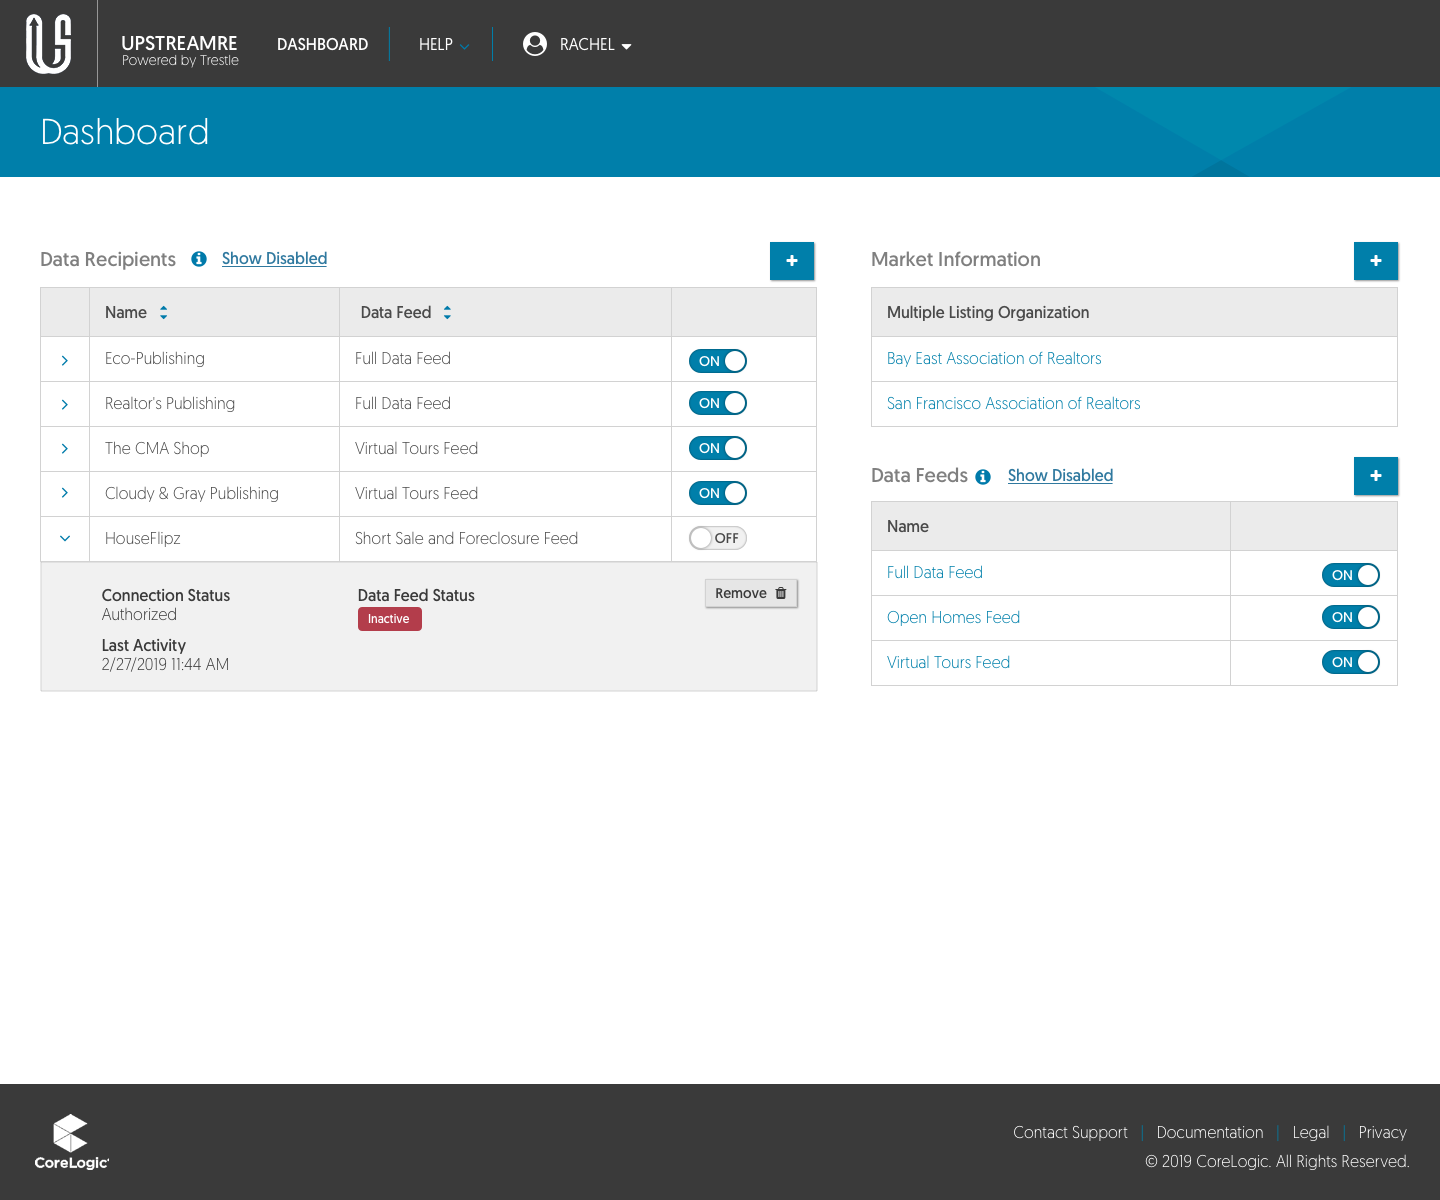 UPSTREAMRE
Powered by Trestle
DASHBOARD
HELP
RACHEL
Dashboard
Data Recipients
Show Disabled
Name
Data Feed
Eco-Publishing
Full Data Feed
ON
Realtor's Publishing
Full Data Feed
ON
The CMA Shop
Virtual Tours Feed
ON
Cloudy & Gray Publishing
Virtual Tours Feed
ON
HouseFlipz
Short Sale and Foreclosure Feed
OFF
Connection Status
Authorized
Last Activity
2/27/2019 11:44 AM
Data Feed Status
Inactive
Remove
Market Information
Multiple Listing Organization
Bay East Association of Realtors
San Francisco Association of Realtors
Data Feeds
Show Disabled
Name
Full Data Feed
ON
Open Homes Feed
ON
Virtual Tours Feed
ON
CoreLogic
Contact Support | Documentation | Legal | Privacy
© 2019 CoreLogic. All Rights Reserved.